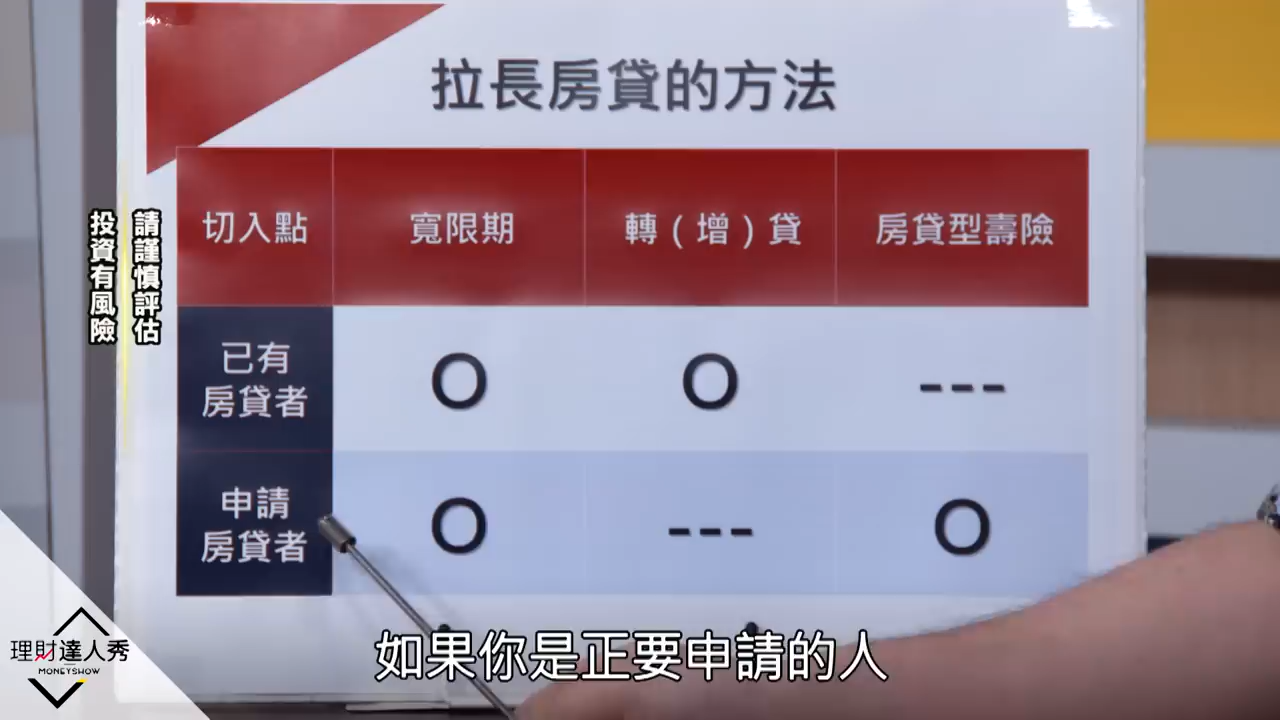 拉長房貸的方法
切入點 寬限期 轉（增）貸 房貸型壽險
已有
房貸者 O O ---
申請
房貸者 O --- O
請謹慎評估
投資有風險
如果你是正要申請的人
理財達人秀
MONEYSHOW